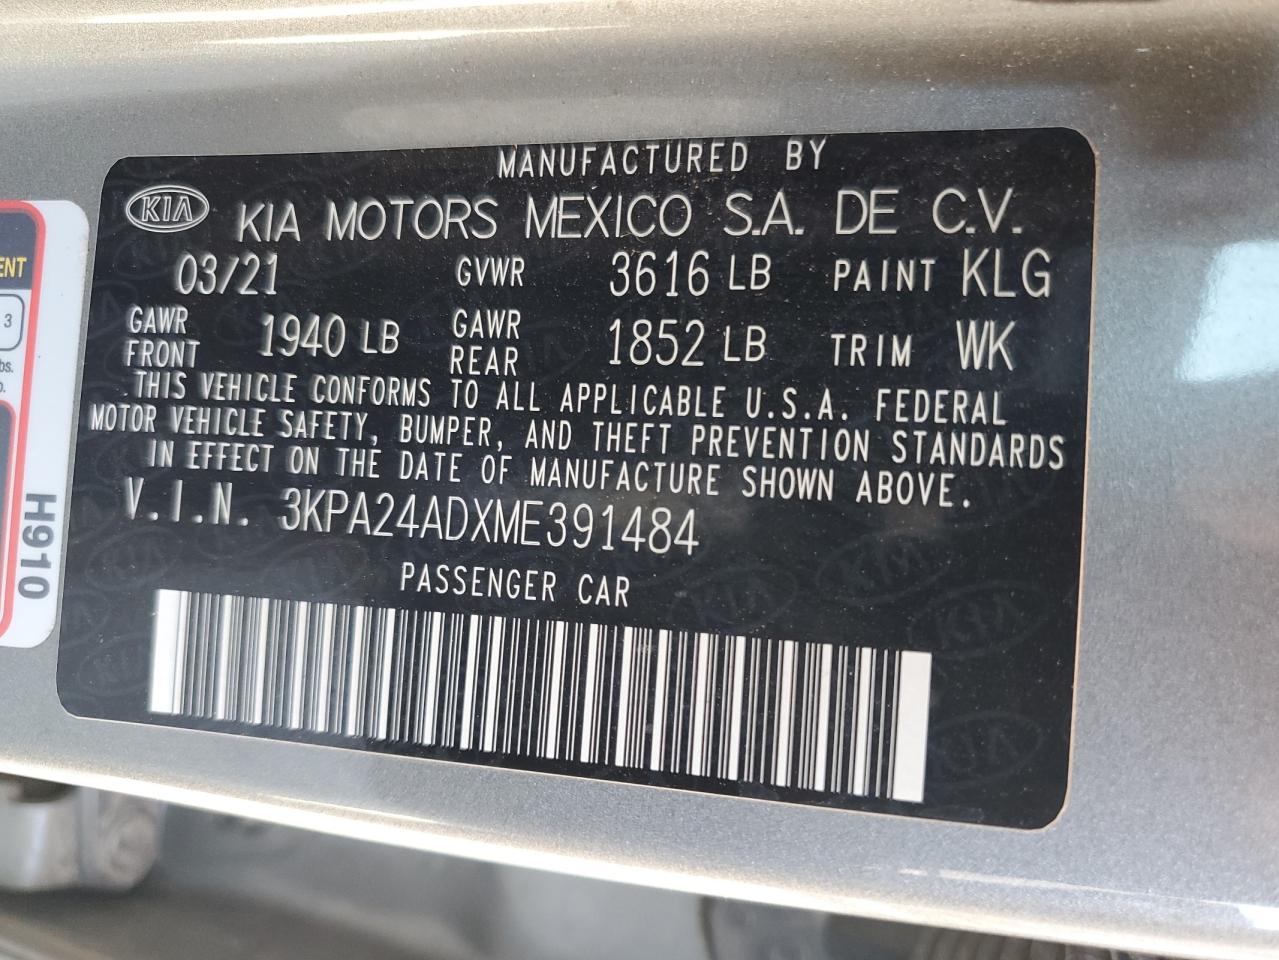 MANUFACTURED BY
KIA KIA MOTORS MEXICO S.A. DE C.V.
03/21 GVWR 3616 LB PAINT KLG
GAWR FRONT 1940 LB GAWR REAR 1852 LB TRIM WK
THIS VEHICLE CONFORMS TO ALL APPLICABLE U.S.A. FEDERAL
MOTOR VEHICLE SAFETY, BUMPER, AND THEFT PREVENTION STANDARDS
IN EFFECT ON THE DATE OF MANUFACTURE SHOWN ABOVE.
V.I.N. 3KPA24ADXME391484
PASSENGER CAR
3
H910